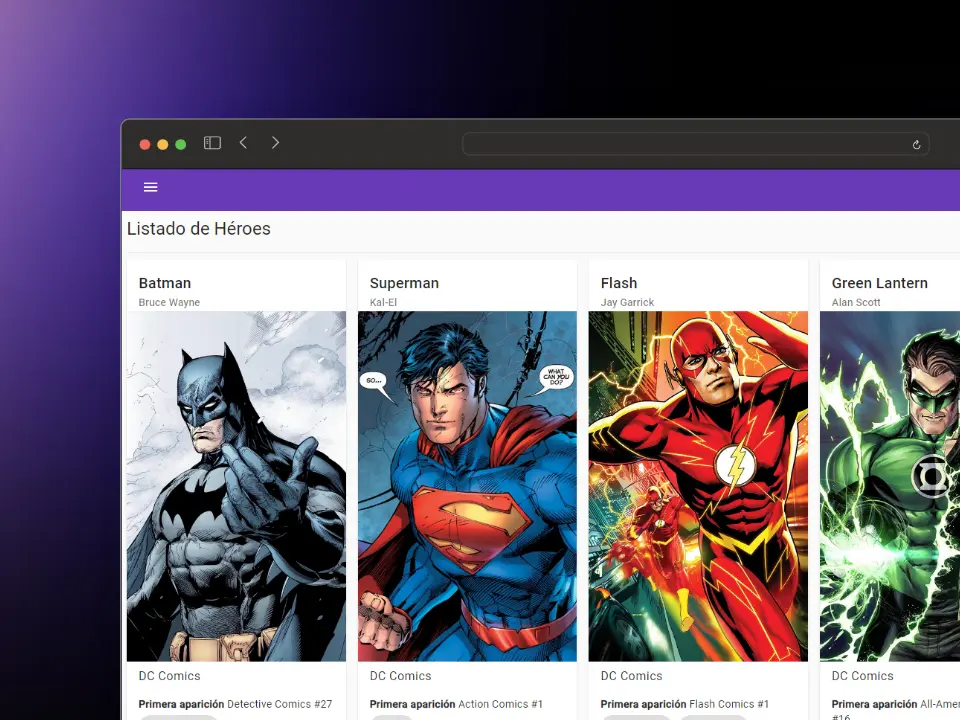 Listado de Héroes
Batman
Bruce Wayne
SO...
DC Comics
Primera aparición Detective Comics #27
Superman
Kal-El
WHAT
CAN YOU
DO?
DC Comics
Primera aparición Action Comics #1
Flash
Jay Garrick
DC Comics
Primera aparición Flash Comics #1
Green Lantern
Alan Scott
DC Comics
Primera aparición All-Amer
#16